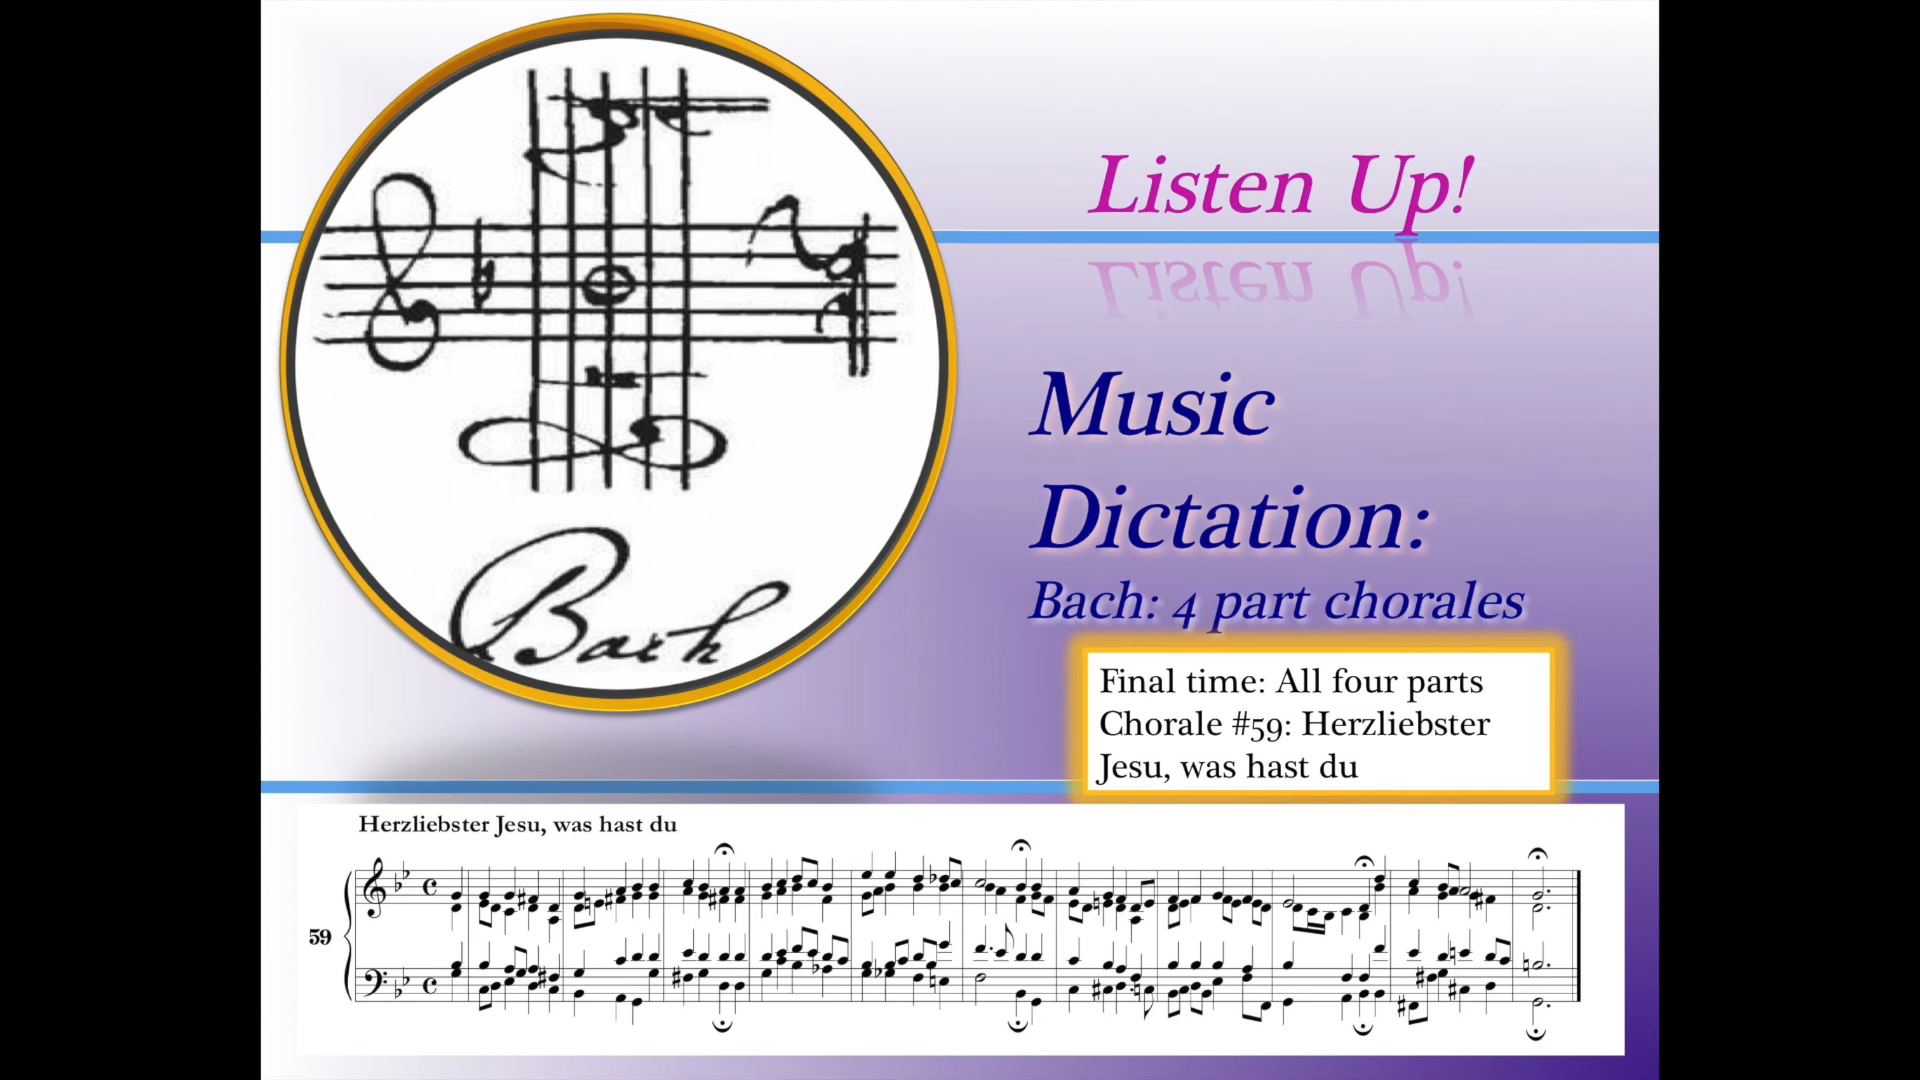 Bach
Listen Up!
Music
Dictation:
Bach: 4 part chorales
Final time: All four parts
Chorale #59: Herzliebster
Jesu, was hast du
Herzliebster Jesu, was hast du
59